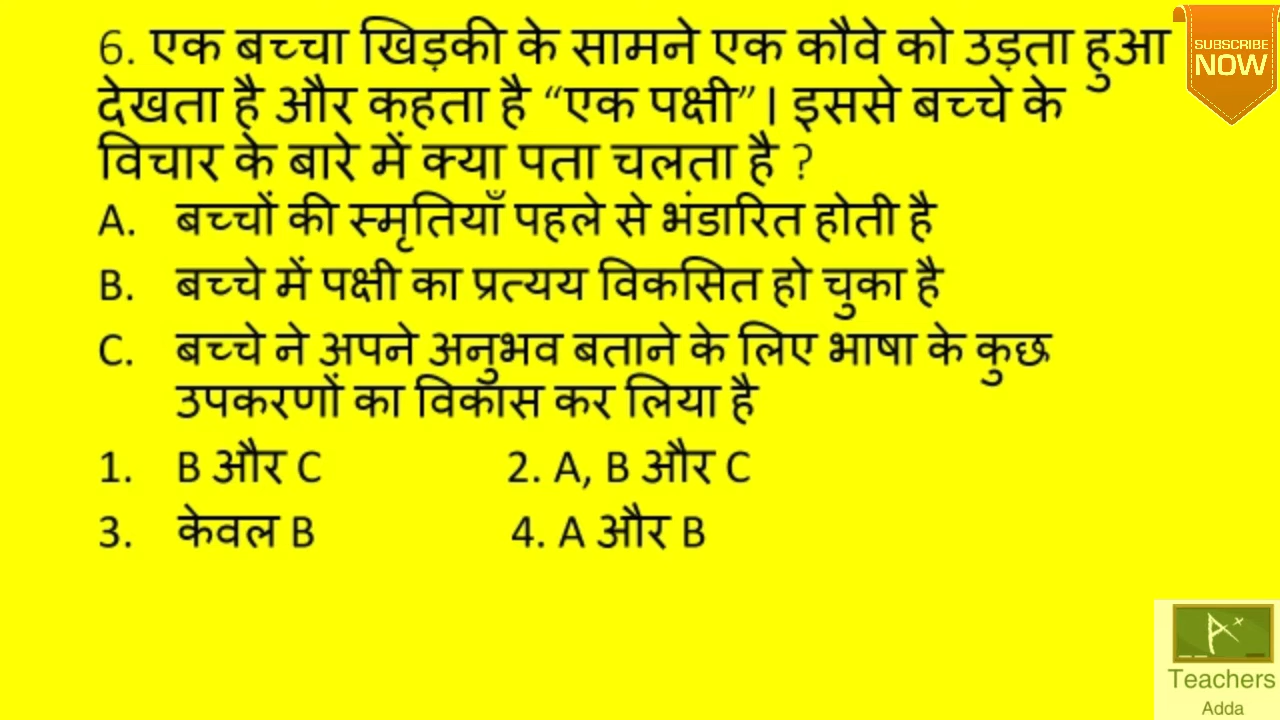 6. एक बच्चा खिड़की के सामने एक कौवे को उड़ता हुआ
देखता है और कहता है “एक पक्षी”। इससे बच्चे के
विचार के बारे में क्या पता चलता है ?
A. बच्चों की स्मृतियाँ पहले से भंडारित होती है
B. बच्चे में पक्षी का प्रत्यय विकसित हो चुका है
C. बच्चे ने अपने अनुभव बताने के लिए भाषा के कुछ
उपकरणों का विकास कर लिया है
1. B और C 2. A, B और C
3. केवल B 4. A और B
SUBSCRIBE
NOW
A+
Teachers
Adda